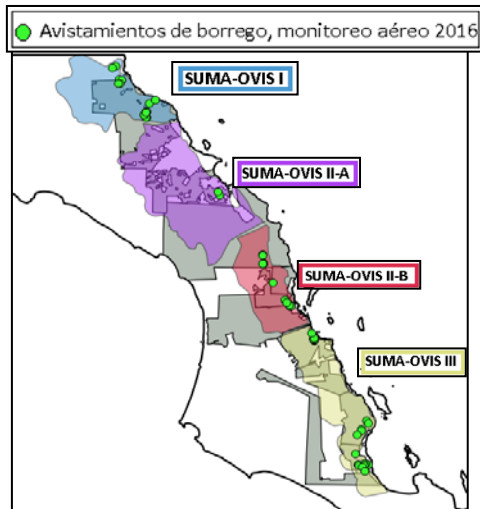 Avistamientos de borrego, monitoreo aéreo 2016
SUMA-OVIS I
SUMA-OVIS II-A
SUMA-OVIS II-B
SUMA-OVIS III